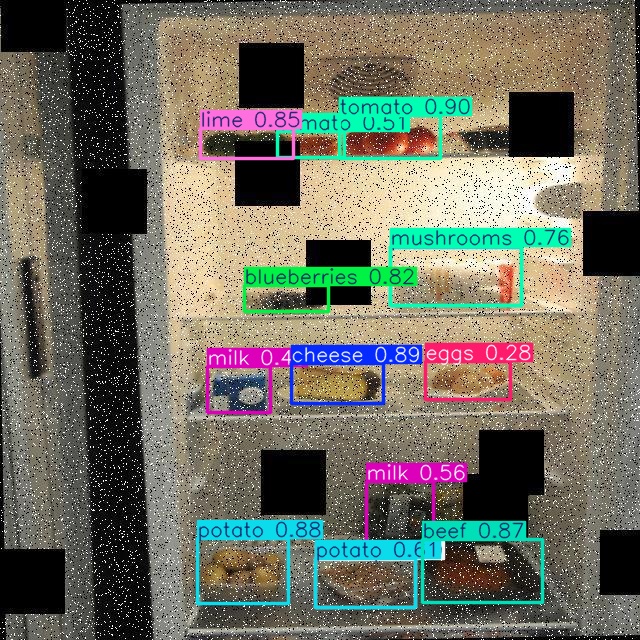 tomato 0.90
lime 0.85
mato 0.51
mushrooms 0.76
blueberries 0.82
milk 0.4
cheese 0.89
eggs 0.28
milk 0.56
potato 0.88
beef 0.87
potato 0.61